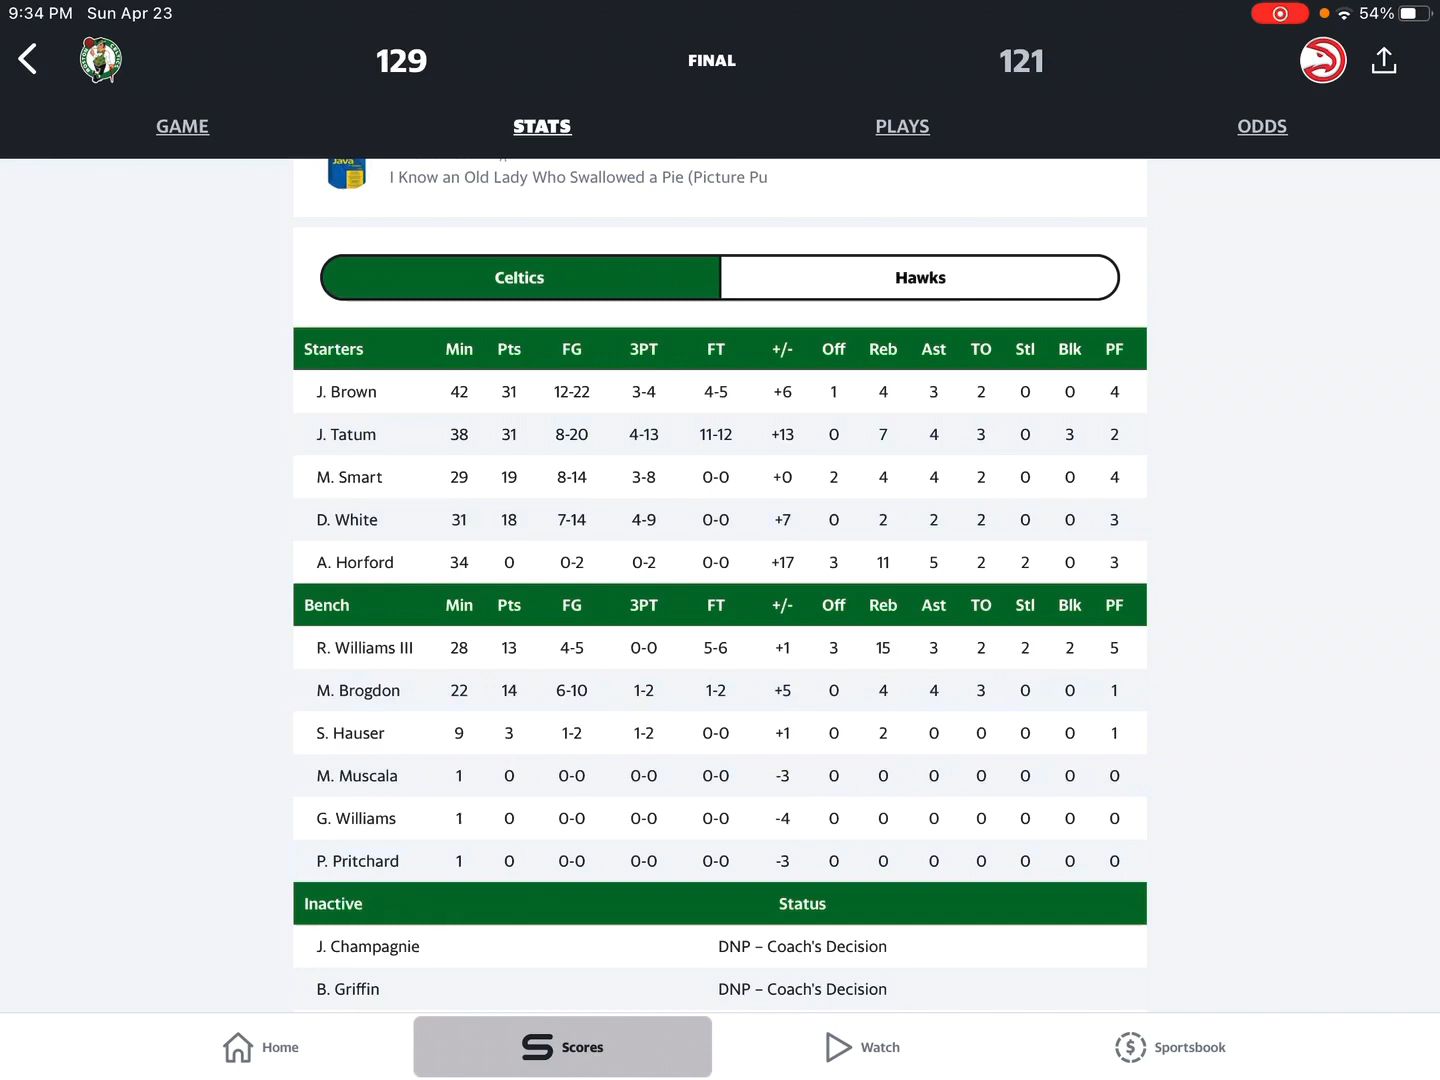 9:34 PM Sun Apr 23 54%
129 FINAL 121
GAME STATS PLAYS ODDS
Java
I Know an Old Lady Who Swallowed a Pie (Picture Pu
Celtics Hawks
Starters Min Pts FG 3PT FT +/- Off Reb Ast TO Stl Blk PF
J. Brown 42 31 12-22 3-4 4-5 +6 1 4 3 2 0 0 4
J. Tatum 38 31 8-20 4-13 11-12 +13 0 7 4 3 0 3 2
M. Smart 29 19 8-14 3-8 0-0 +0 2 4 4 2 0 0 4
D. White 31 18 7-14 4-9 0-0 +7 0 2 2 2 0 0 3
A. Horford 34 0 0-2 0-2 0-0 +17 3 11 5 2 2 0 3
Bench Min Pts FG 3PT FT +/- Off Reb Ast TO Stl Blk PF
R. Williams III 28 13 4-5 0-0 5-6 +1 3 15 3 2 2 2 5
M. Brogdon 22 14 6-10 1-2 1-2 +5 0 4 4 3 0 0 1
S. Hauser 9 3 1-2 1-2 0-0 +1 0 2 0 0 0 0 1
M. Muscala 1 0 0-0 0-0 0-0 -3 0 0 0 0 0 0 0
G. Williams 1 0 0-0 0-0 0-0 -4 0 0 0 0 0 0 0
P. Pritchard 1 0 0-0 0-0 0-0 -3 0 0 0 0 0 0 0
Inactive Status
J. Champagnie DNP – Coach's Decision
B. Griffin DNP – Coach's Decision
Home Scores Watch Sportsbook